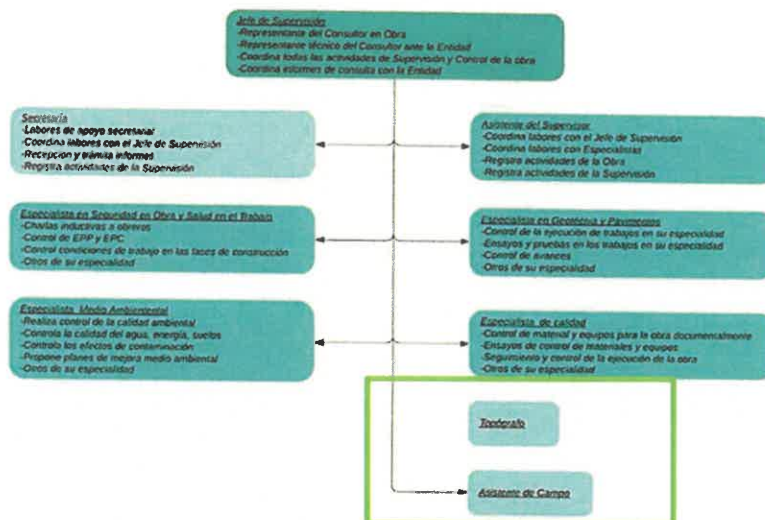 Jefe de Supervisión
-Representante del Consultor en Obra
-Representante técnico del Consultor ante la Entidad
-Coordina todas las actividades de Supervisión y Control de la obra
-Coordina informes de consulta con la Entidad
Secretaria
-Labores de apoyo secretarial
-Coordina labores con el Jefe de Supervisión
-Recepcion y trámita informes
-Registra actividades de la Supervisión
Asistente del Supervisor
-Coordina labores con el Jefe de Supervisión
-Coordina labores con Especialistas
-Registra actividades de la Obra
-Registra actividades de la Supervisión
Especialista en Seguridad en Obra y Salud en el Trabajo
-Charlas inductivas a obreros
-Control de EPP y EPC
-Control condiciones de trabajo en las fases de construcción
-Otros de su especialidad
Especialista en Geotécnia y Pavimentos
-Control de la ejecución de trabajos en su especialidad
-Ensayos y pruebas en los trabajos en su especialidad
-Control de avances
-Otros de su especialidad
Especialista Medio Ambiental
-Realiza control de la calidad ambiental
-Controla la calidad del agua, energía, suelos
-Controla los efectos de contaminación
-Propone planes de mejora medio ambiental
-Otros de su especialidad
Especialista de calidad
-Control de material y equipos para la obra documentalmente
-Ensayos de control de materiales y equipos
-Seguimiento y control de la ejecución de la obra
-Otros de su especialidad
Topógrafo
Asistente de Campo